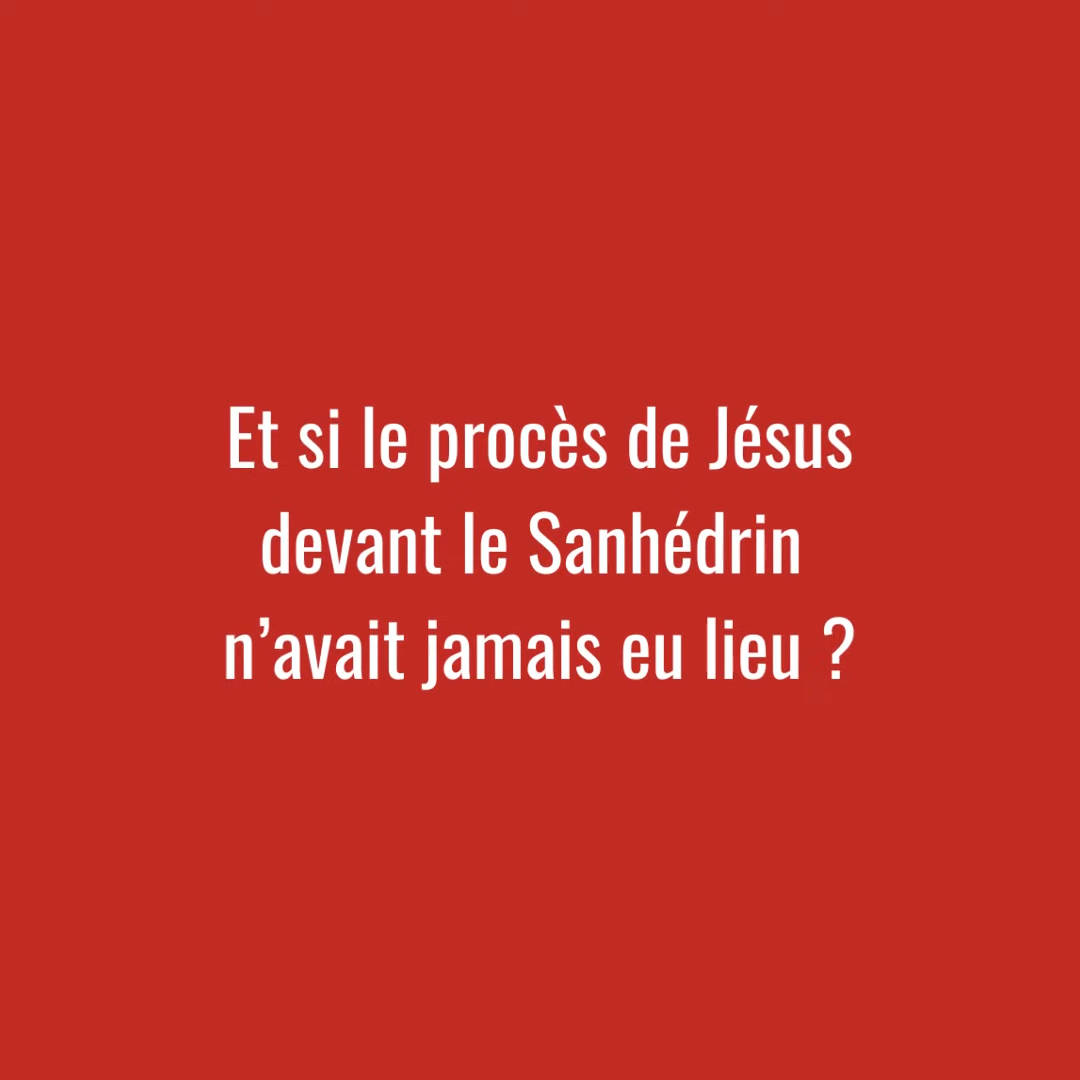 Et si le procès de Jésus
devant le Sanhédrin
n’avait jamais eu lieu ?